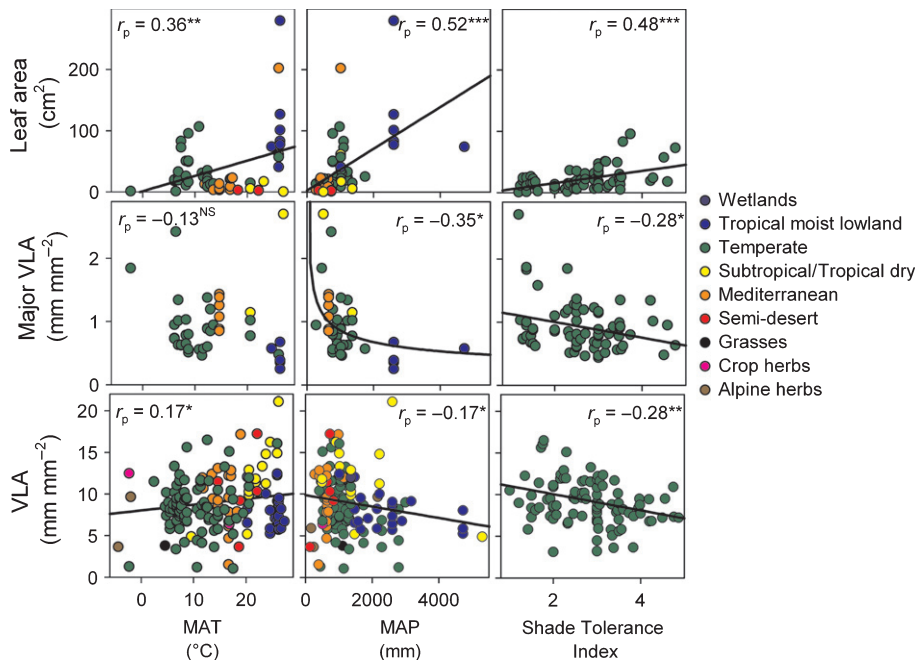 r_p = 0.36**
r_p = 0.52***
r_p = 0.48***
Leaf area
(cm²)
200
100
0
r_p = −0.13^NS
r_p = −0.35*
r_p = −0.28*
Major VLA
(mm mm⁻²)
2
1
0
r_p = 0.17*
r_p = −0.17*
r_p = −0.28**
VLA
(mm mm⁻²)
20
15
10
5
0
0 10 20
0 2000 4000
2 4
MAT
(°C)
MAP
(mm)
Shade Tolerance
Index
Wetlands
Tropical moist lowland
Temperate
Subtropical/Tropical dry
Mediterranean
Semi-desert
Grasses
Crop herbs
Alpine herbs